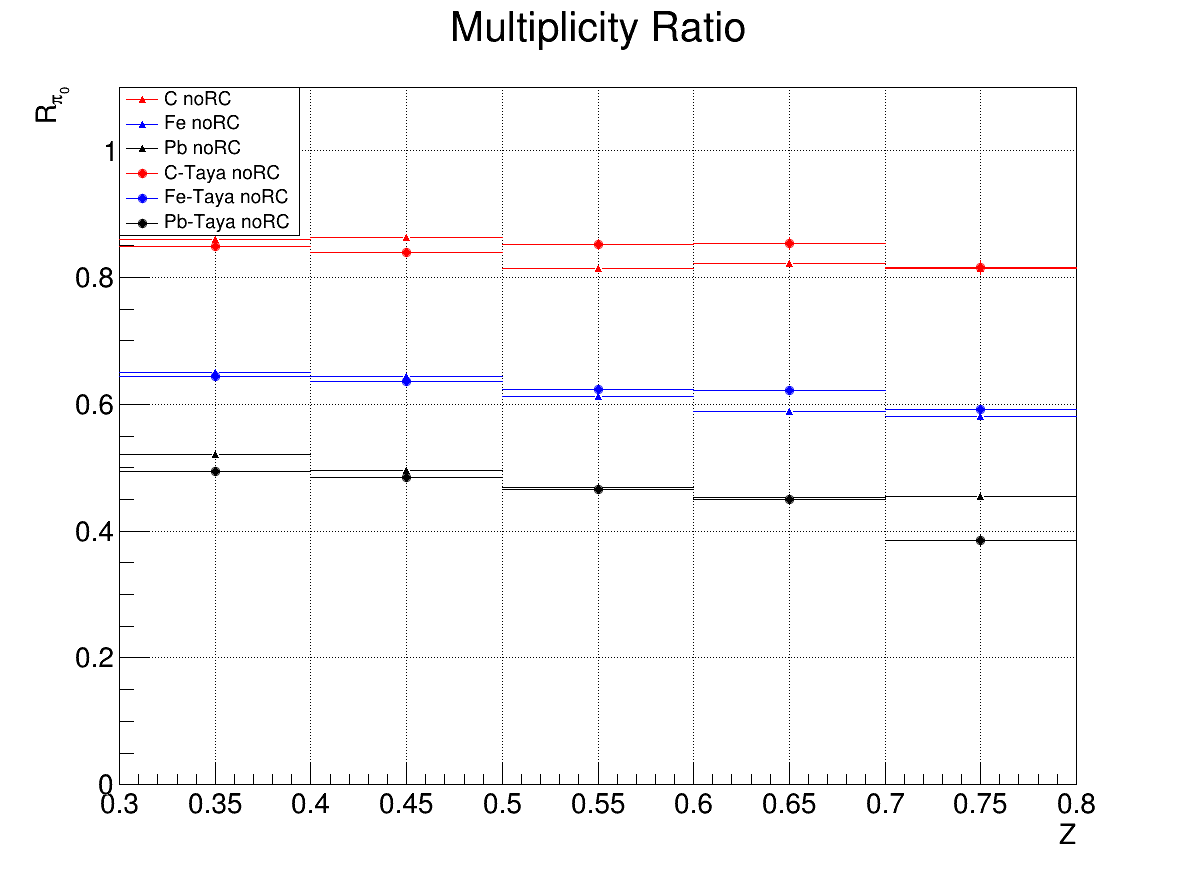 Multiplicity Ratio
Rπ0
C noRC
Fe noRC
Pb noRC
C-Taya noRC
Fe-Taya noRC
Pb-Taya noRC
1
0.8
0.6
0.4
0.2
0
0.3 0.35 0.4 0.45 0.5 0.55 0.6 0.65 0.7 0.75 0.8
Z